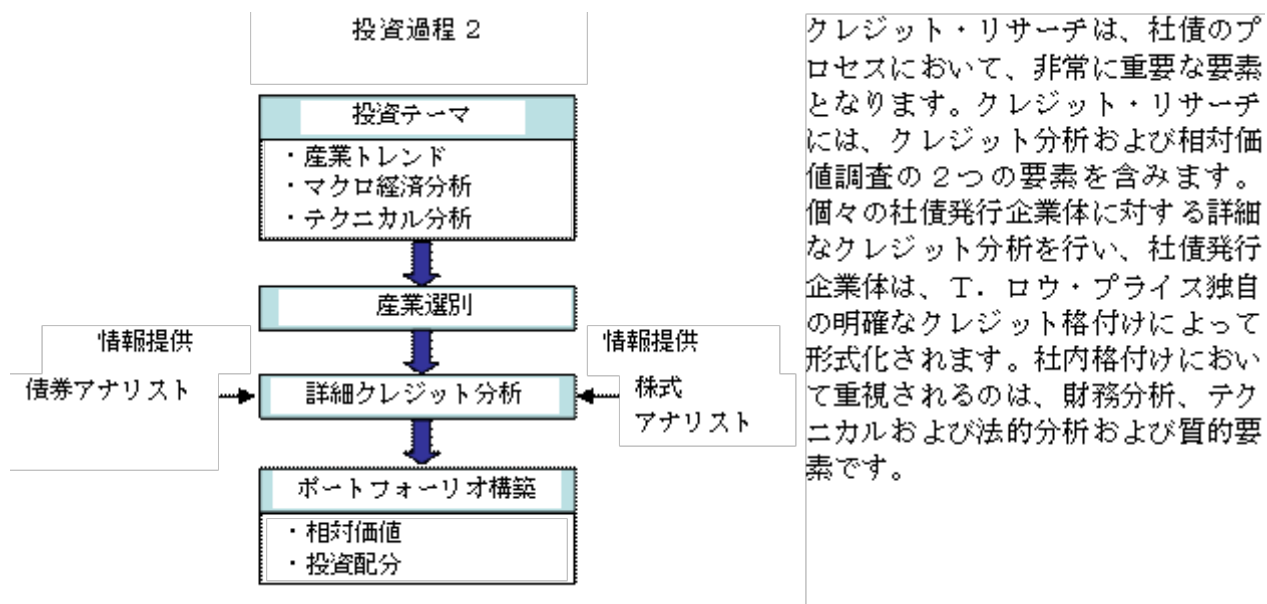 投資過程 2
投資テーマ
・産業トレンド
・マクロ経済分析
・テクニカル分析
産業選別
情報提供
情報提供
債券アナリスト
詳細クレジット分析
株式
アナリスト
ポートフォーリオ構築
・相対価値
・投資配分
クレジット・リサーチは、社債のプ
ロセスにおいて、非常に重要な要素
となります。クレジット・リサーチ
には、クレジット分析および相対価
値調査の2つの要素を含みます。
個々の社債発行企業体に対する詳細
なクレジット分析を行い、社債発行
企業体は、T. ロウ・プライス独自
の明確なクレジット格付けによって
形式化されます。社内格付けにおい
て重視されるのは、財務分析、テク
ニカルおよび法的分析および質的要
素です。